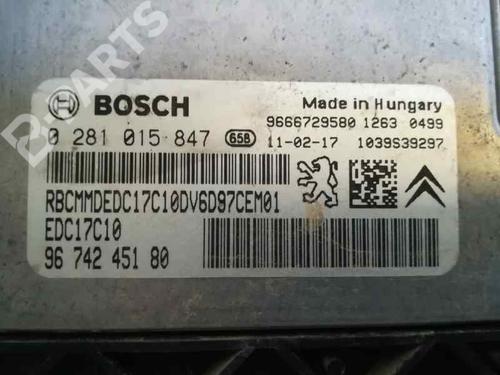 B-PARTS
BOSCH
Made in Hungary
0 281 015 847
658
9666729580 1263 0499
11-02-17 1039S39297
RBCMMDEDC17C10DV6D97CEM01
EDC17C10
96 742 451 80